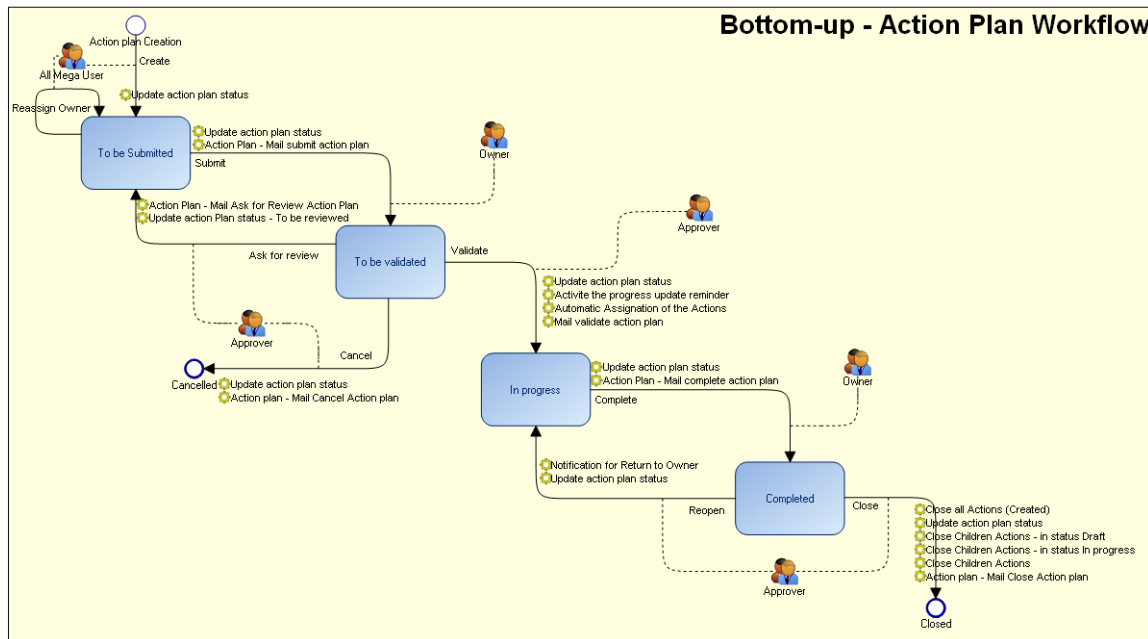 Bottom-up - Action Plan Workflow
Action plan Creation
Create
All Mega User
Update action plan status
Reassign Owner
To be Submitted
Update action plan status
Action Plan - Mail submit action plan
Submit
Owner
Action Plan - Mail Ask for Review Action Plan
Update action Plan status - To be reviewed
Ask for review
To be validated
Validate
Approver
Update action plan status
Activite the progress update reminder
Automatic Assignation of the Actions
Mail validate action plan
Approver
Cancel
Cancelled
Update action plan status
Action plan - Mail Cancel Action plan
In progress
Update action plan status
Action Plan - Mail complete action plan
Complete
Owner
Notification for Return to Owner
Update action plan status
Reopen
Completed
Close
Close all Actions (Created)
Update action plan status
Close Children Actions - in status Draft
Close Children Actions - in status In progress
Close Children Actions
Action plan - Mail Close Action plan
Approver
Closed